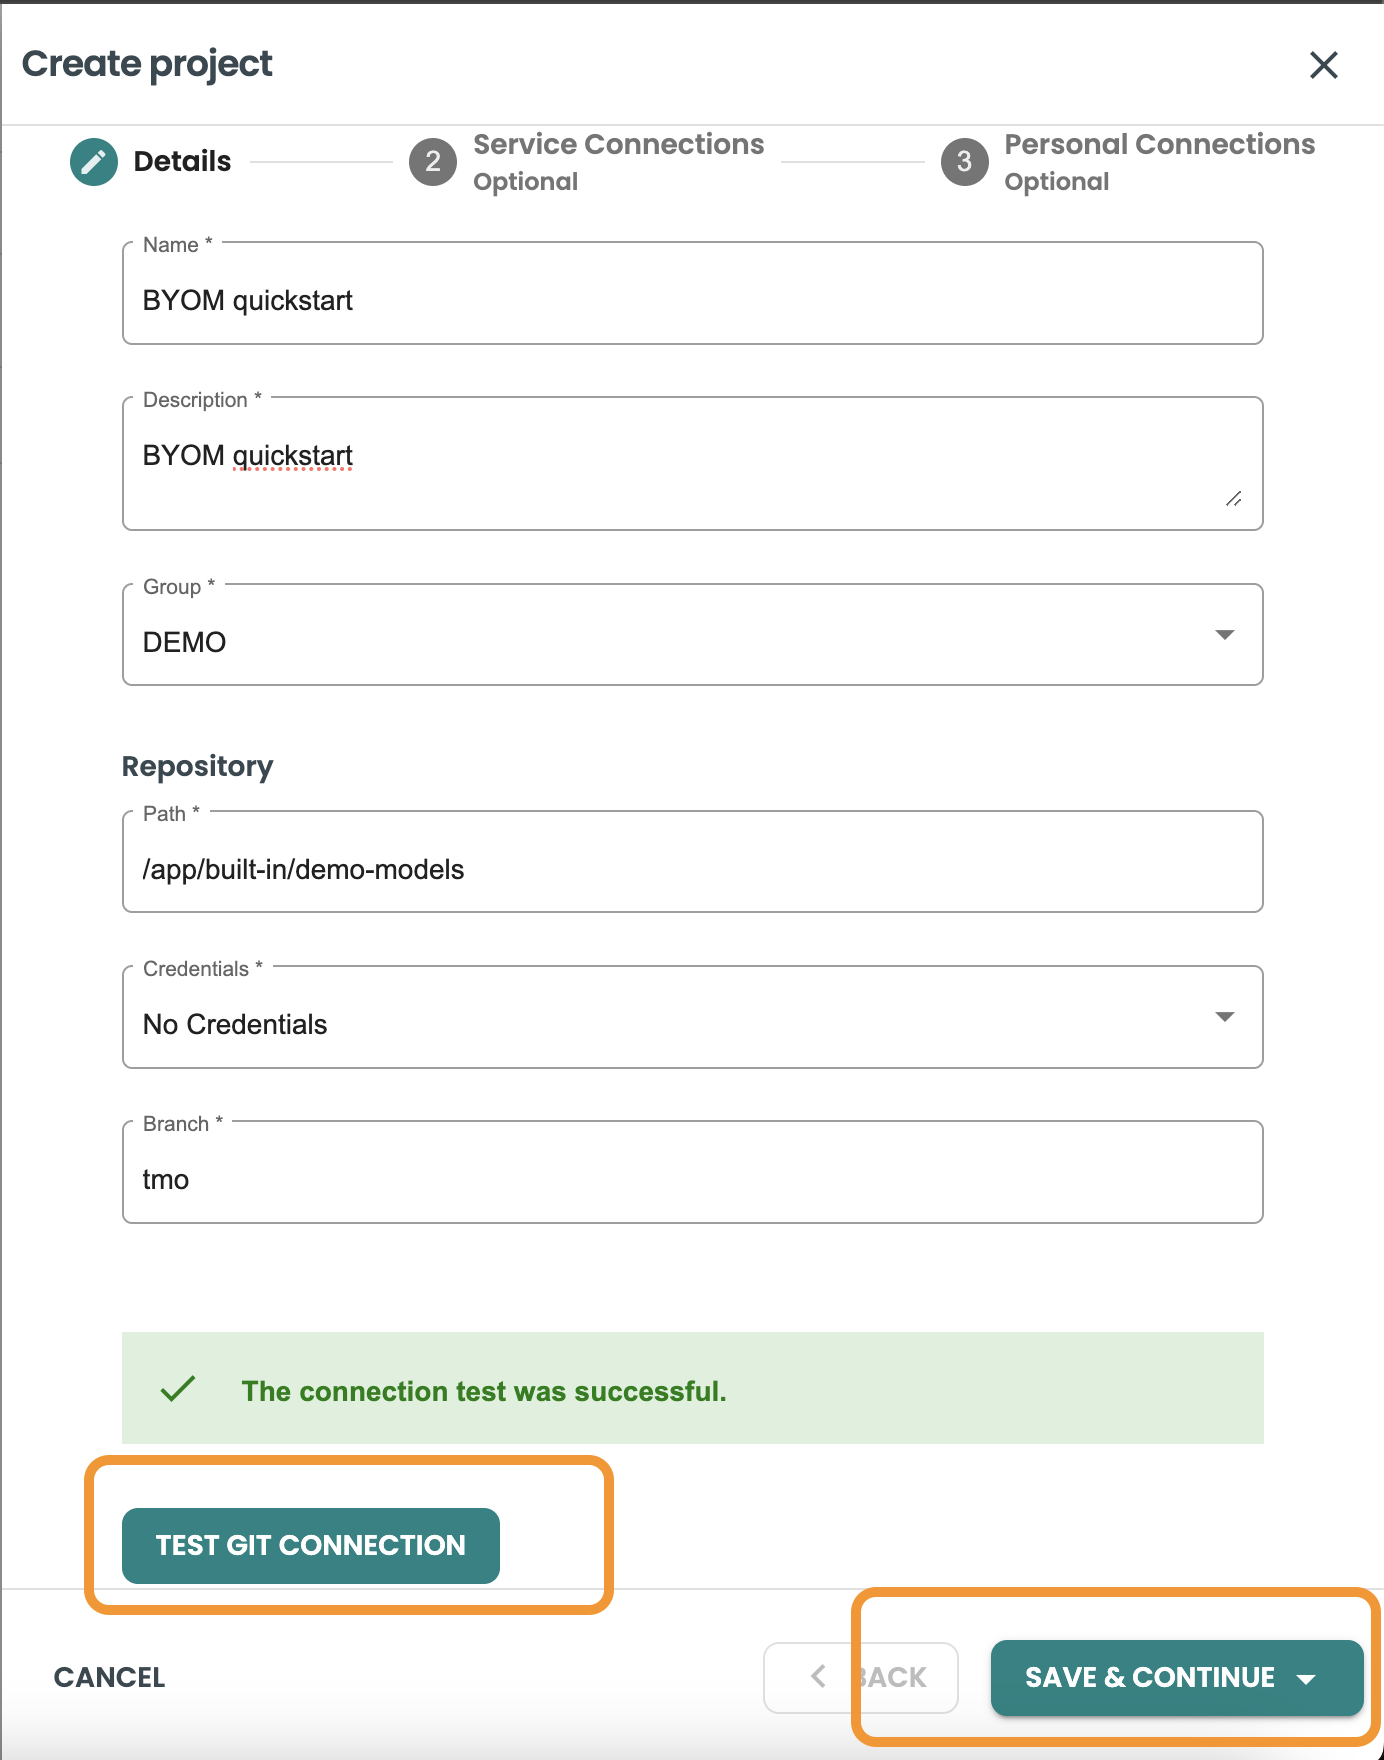 Create project
Details
2
Service Connections
Optional
3
Personal Connections
Optional
Name *
BYOM quickstart
Description *
BYOM quickstart
Group *
DEMO
Repository
Path *
/app/built-in/demo-models
Credentials *
No Credentials
Branch *
tmo
The connection test was successful.
TEST GIT CONNECTION
CANCEL
BACK
SAVE & CONTINUE